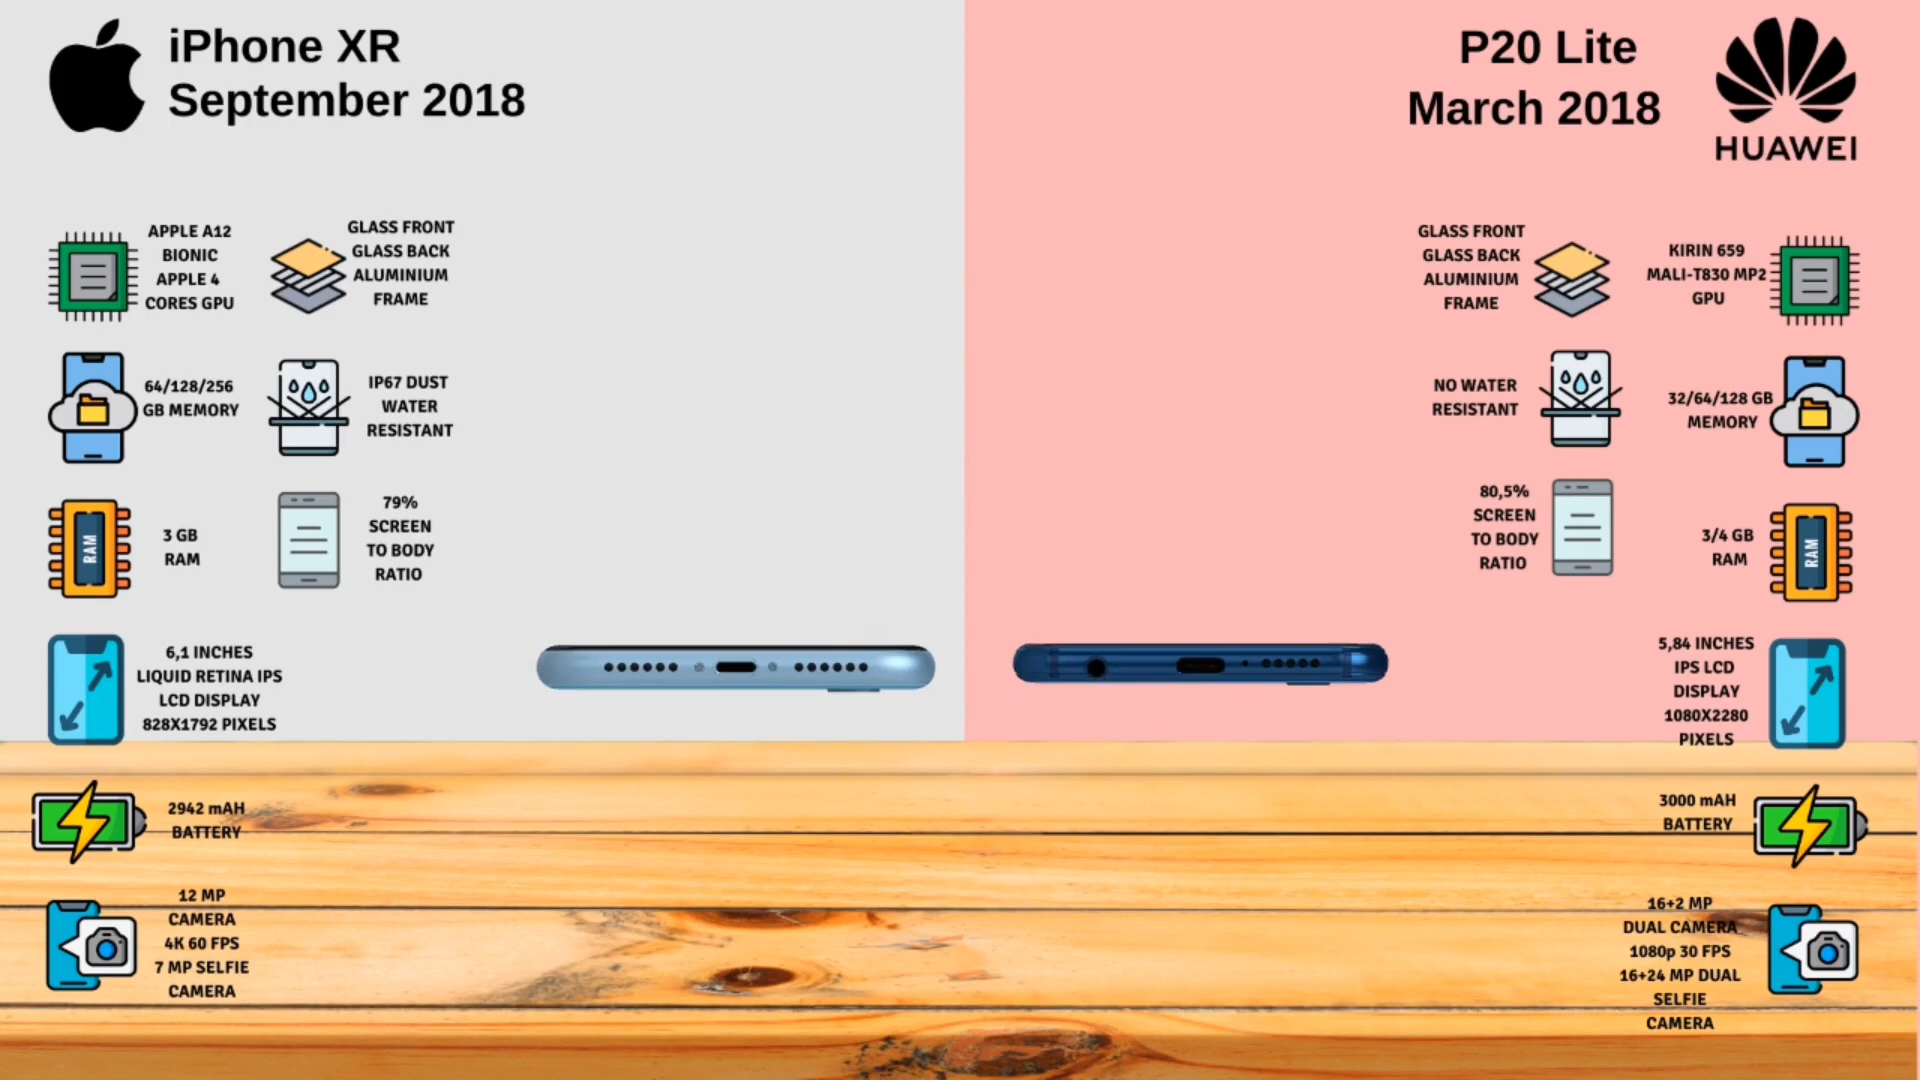 iPhone XR
September 2018
P20 Lite
March 2018
HUAWEI
APPLE A12
BIONIC
APPLE 4
CORES GPU
GLASS FRONT
GLASS BACK
ALUMINIUM
FRAME
64/128/256
GB MEMORY
IP67 DUST
WATER
RESISTANT
RAM
3 GB
RAM
79%
SCREEN
TO BODY
RATIO
6,1 INCHES
LIQUID RETINA IPS
LCD DISPLAY
828X1792 PIXELS
2942 mAH
BATTERY
12 MP
CAMERA
4K 60 FPS
7 MP SELFIE
CAMERA
GLASS FRONT
GLASS BACK
ALUMINIUM
FRAME
KIRIN 659
MALI-T830 MP2
GPU
NO WATER
RESISTANT
32/64/128 GB
MEMORY
80,5%
SCREEN
TO BODY
RATIO
3/4 GB
RAM
RAM
5,84 INCHES
IPS LCD
DISPLAY
1080X2280
PIXELS
3000 mAH
BATTERY
16+2 MP
DUAL CAMERA
1080p 30 FPS
16+24 MP DUAL
SELFIE
CAMERA